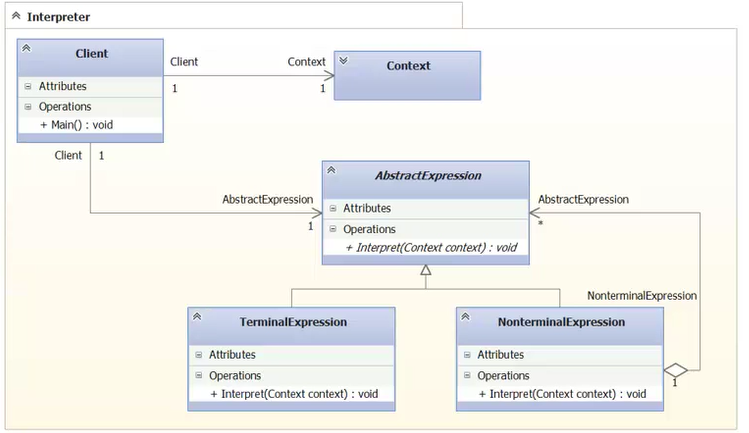 Interpreter
Client
Attributes
Operations
+ Main() : void
Client
Context
1
1
Context
Client
1
AbstractExpression
1
AbstractExpression
Attributes
Operations
+ Interpret(Context context) : void
AbstractExpression
*
NonterminalExpression
1
TerminalExpression
Attributes
Operations
+ Interpret(Context context) : void
NonterminalExpression
Attributes
Operations
+ Interpret(Context context) : void